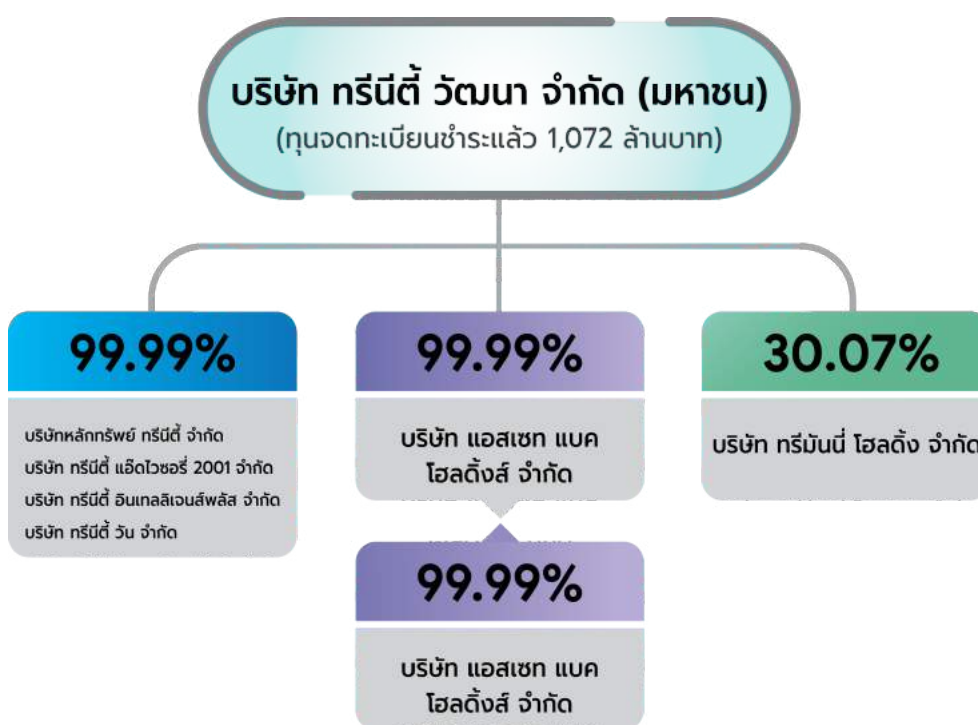 บริษัท ทรีนีตี้ วัฒนา จำกัด (มหาชน)
(ทุนจดทะเบียนชำระแล้ว 1,072 ล้านบาท)
99.99%
บริษัทหลักทรัพย์ ทรีนีตี้ จำกัด
บริษัท ทรีนีตี้ แอ๊ดไวซอรี่ 2001 จำกัด
บริษัท ทรีนีตี้ อินเทลลิเจนส์พลัส จำกัด
บริษัท ทรีนีตี้ วัน จำกัด
99.99%
บริษัท แอสเซท แบค
โฮลดิ้งส์ จำกัด
99.99%
บริษัท แอสเซท แบค
โฮลดิ้งส์ จำกัด
30.07%
บริษัท ทรีมันนี่ โฮลดิ้ง จำกัด